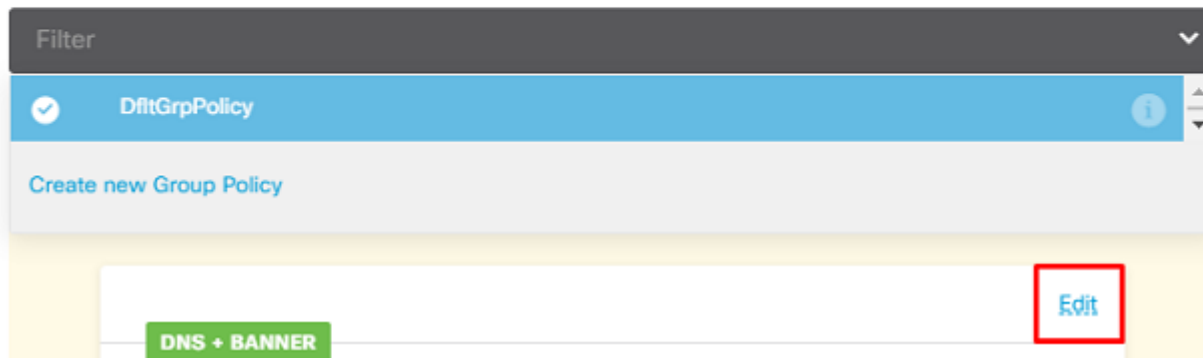 Filter
DfltGrpPolicy
Create new Group Policy
Edit
DNS + BANNER